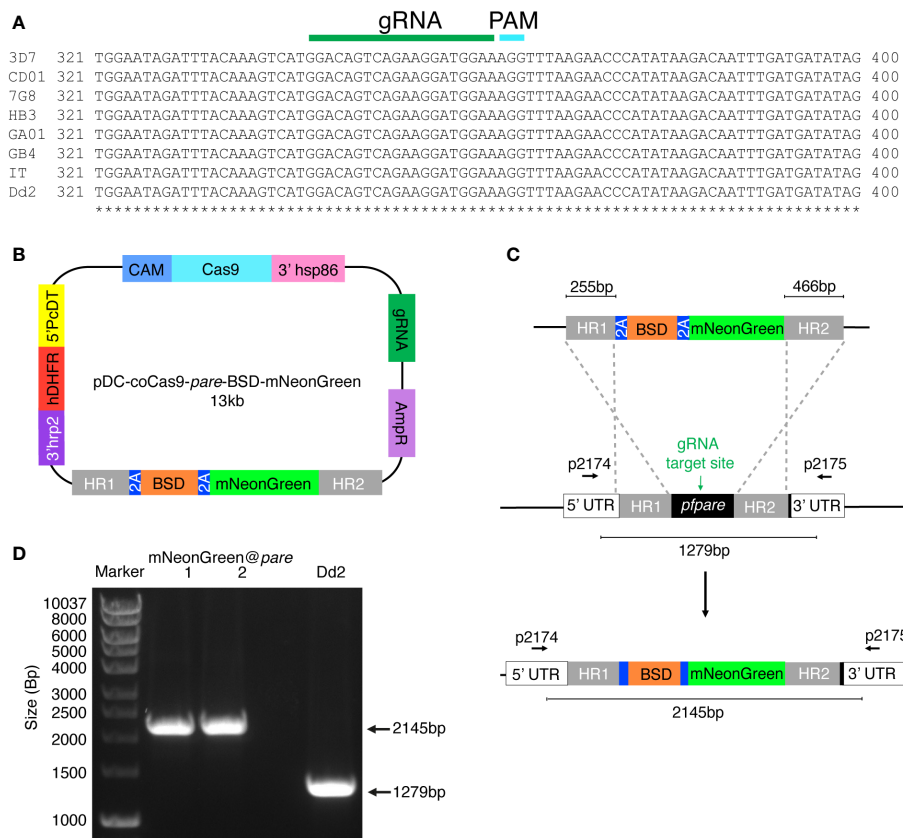 A
gRNA PAM
3D7 321 TGGAATAGATTTACAAAGTCATGGACAGTCAGAAGGATGGAAAGGTTTAAGAACCCATATAAGACAATTTGATGATATAG 400
CD01 321 TGGAATAGATTTACAAAGTCATGGACAGTCAGAAGGATGGAAAGGTTTAAGAACCCATATAAGACAATTTGATGATATAG 400
7G8 321 TGGAATAGATTTACAAAGTCATGGACAGTCAGAAGGATGGAAAGGTTTAAGAACCCATATAAGACAATTTGATGATATAG 400
HB3 321 TGGAATAGATTTACAAAGTCATGGACAGTCAGAAGGATGGAAAGGTTTAAGAACCCATATAAGACAATTTGATGATATAG 400
GA01 321 TGGAATAGATTTACAAAGTCATGGACAGTCAGAAGGATGGAAAGGTTTAAGAACCCATATAAGACAATTTGATGATATAG 400
GB4 321 TGGAATAGATTTACAAAGTCATGGACAGTCAGAAGGATGGAAAGGTTTAAGAACCCATATAAGACAATTTGATGATATAG 400
IT 321 TGGAATAGATTTACAAAGTCATGGACAGTCAGAAGGATGGAAAGGTTTAAGAACCCATATAAGACAATTTGATGATATAG 400
Dd2 321 TGGAATAGATTTACAAAGTCATGGACAGTCAGAAGGATGGAAAGGTTTAAGAACCCATATAAGACAATTTGATGATATAG 400
********************************************************************************
B
CAM Cas9 3' hsp86
5'PcDT
hDHFR
3'hrp2
gRNA
AmpR
pDC-coCas9-pare-BSD-mNeonGreen
13kb
HR1 2A BSD 2A mNeonGreen HR2
C
255bp 466bp
HR1 2A BSD 2A mNeonGreen HR2
gRNA
target site
p2174 p2175
5' UTR HR1 pfpare HR2 3' UTR
1279bp
p2174 p2175
5' UTR HR1 BSD mNeonGreen HR2 3' UTR
2145bp
D
mNeonGreen@pare
Marker 1 2 Dd2
Size (Bp)
10037
8000
6000
5000
4000
3000
2500
2000
1500
1000
2145bp
1279bp